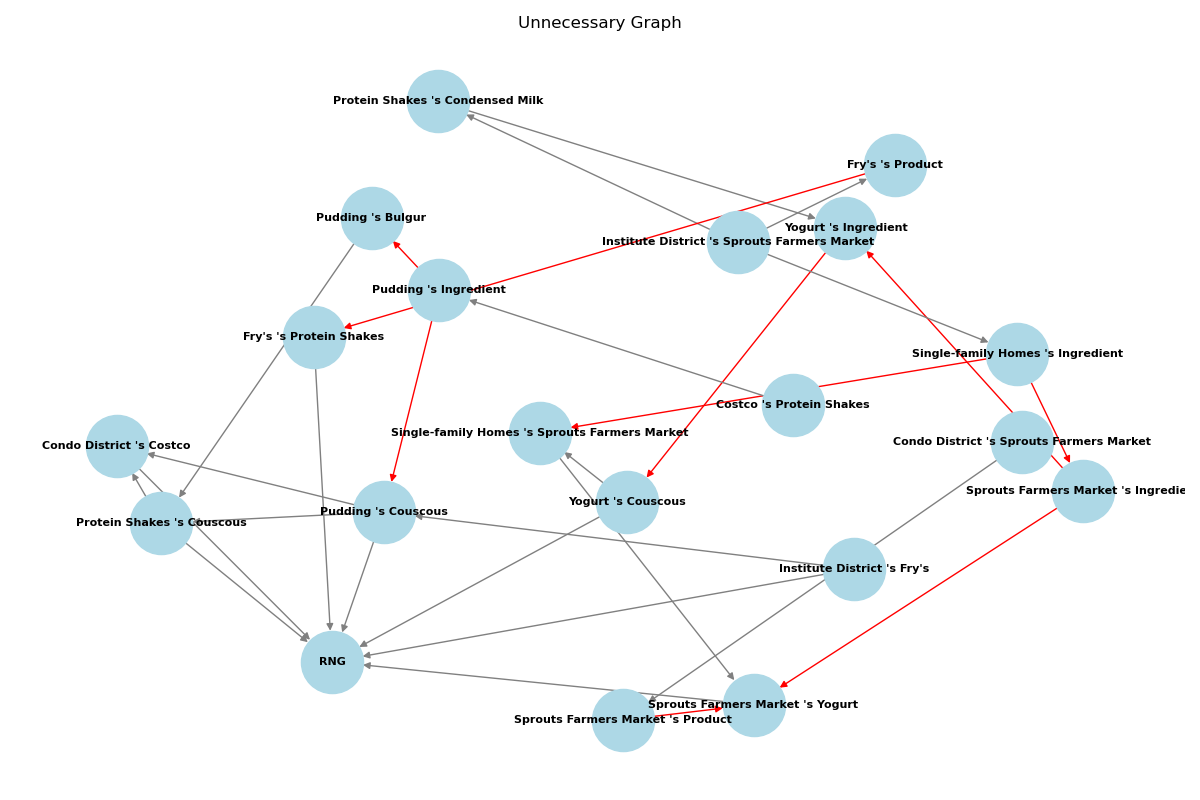 Unnecessary Graph
Protein Shakes 's Condensed Milk
Fry's 's Product
Pudding 's Bulgur
Yogurt 's Ingredient
Institute District 's Sprouts Farmers Market
Pudding 's Ingredient
Fry's 's Protein Shakes
Single-family Homes 's Ingredient
Costco 's Protein Shakes
Single-family Homes 's Sprouts Farmers Market
Condo District 's Sprouts Farmers Market
Condo District 's Costco
Sprouts Farmers Market 's Ingredie
Yogurt 's Couscous
Pudding 's Couscous
Protein Shakes 's Couscous
Institute District 's Fry's
RNG
Sprouts Farmers Market 's Yogurt
Sprouts Farmers Market 's Product